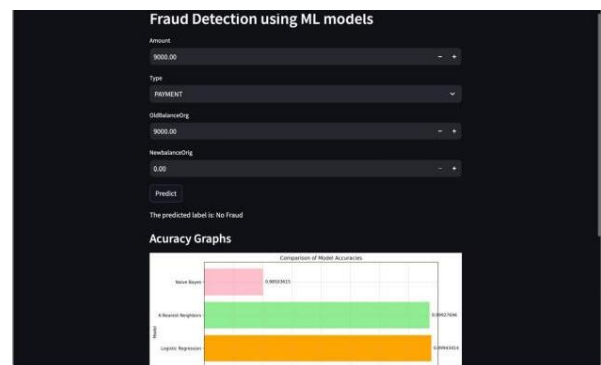 Fraud Detection using ML models
Amount
9000.00
Type
PAYMENT
OldBalanceOrg
9000.00
NewbalanceOrig
0.00
Predict
The predicted label is: No Fraud
Acuracy Graphs
Comparison of Model Accuracies
Naive Bayes
K-Nearest Neighbors
Model
Logistic Regression